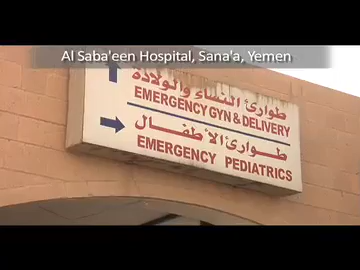 Al Saba'een Hospital, Sana'a, Yemen
طوارئ النساء والولادة
EMERGENCY GYN & DELIVERY
طوارئ الأطفال
EMERGENCY PEDIATRICS